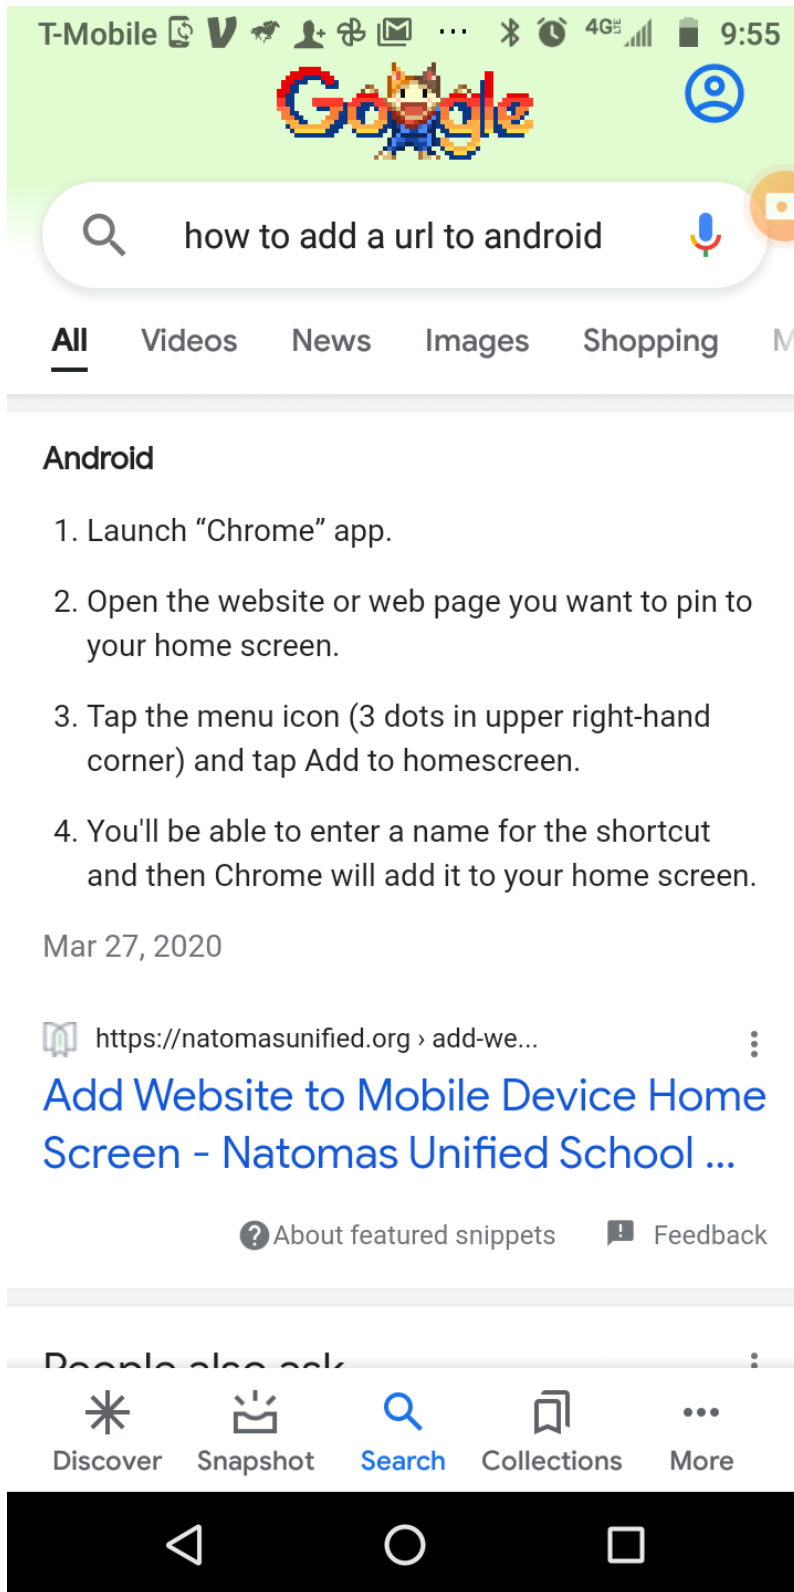 T-Mobile 4G LTE 9:55
Google
how to add a url to android
All Videos News Images Shopping M
Android
1. Launch “Chrome” app.
2. Open the website or web page you want to pin to
your home screen.
3. Tap the menu icon (3 dots in upper right-hand
corner) and tap Add to homescreen.
4. You'll be able to enter a name for the shortcut
and then Chrome will add it to your home screen.
Mar 27, 2020
https://natomasunified.org › add-we...
Add Website to Mobile Device Home
Screen - Natomas Unified School ...
About featured snippets Feedback
People also ask
Discover Snapshot Search Collections More